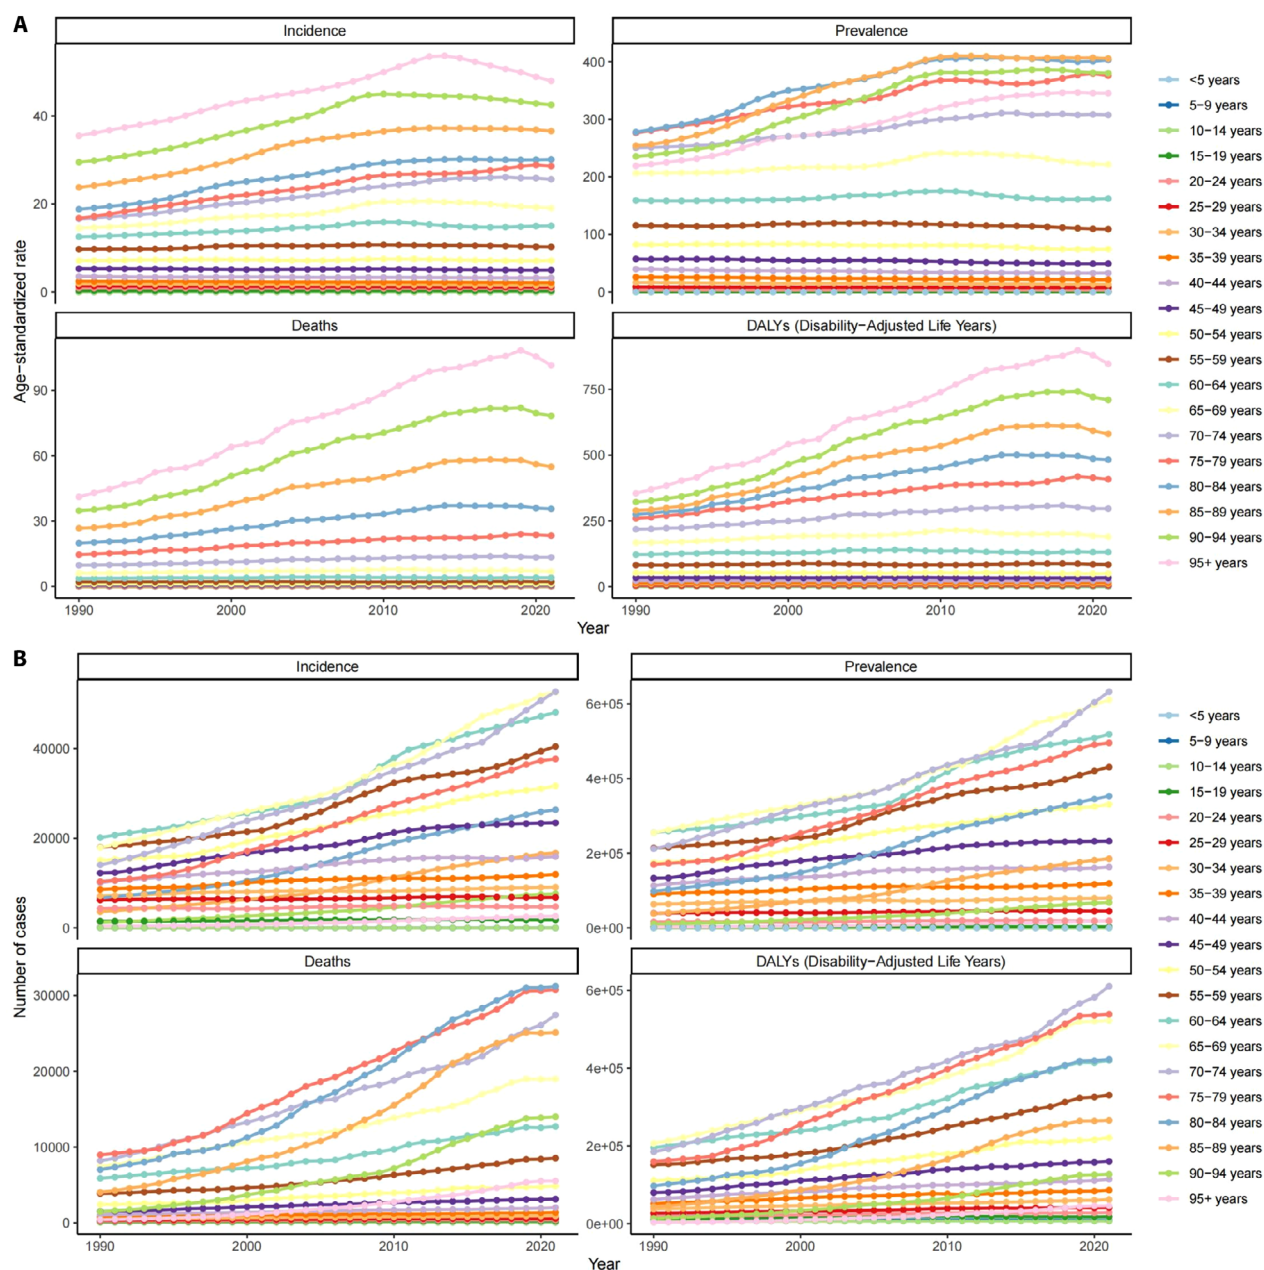 A
Incidence
Prevalence
40
20
0
400
300
200
100
0
Deaths
DALYs (Disability-Adjusted Life Years)
90
60
30
0
750
500
250
0
1990
2000
2010
2020
1990
2000
2010
2020
Age-standardized rate
Year
<5 years
5-9 years
10-14 years
15-19 years
20-24 years
25-29 years
30-34 years
35-39 years
40-44 years
45-49 years
50-54 years
55-59 years
60-64 years
65-69 years
70-74 years
75-79 years
80-84 years
85-89 years
90-94 years
95+ years
B
Incidence
Prevalence
40000
20000
0
6e+05
4e+05
2e+05
0e+00
Deaths
DALYs (Disability-Adjusted Life Years)
30000
20000
10000
0
6e+05
4e+05
2e+05
0e+00
1990
2000
2010
2020
1990
2000
2010
2020
Number of cases
Year
<5 years
5-9 years
10-14 years
15-19 years
20-24 years
25-29 years
30-34 years
35-39 years
40-44 years
45-49 years
50-54 years
55-59 years
60-64 years
65-69 years
70-74 years
75-79 years
80-84 years
85-89 years
90-94 years
95+ years